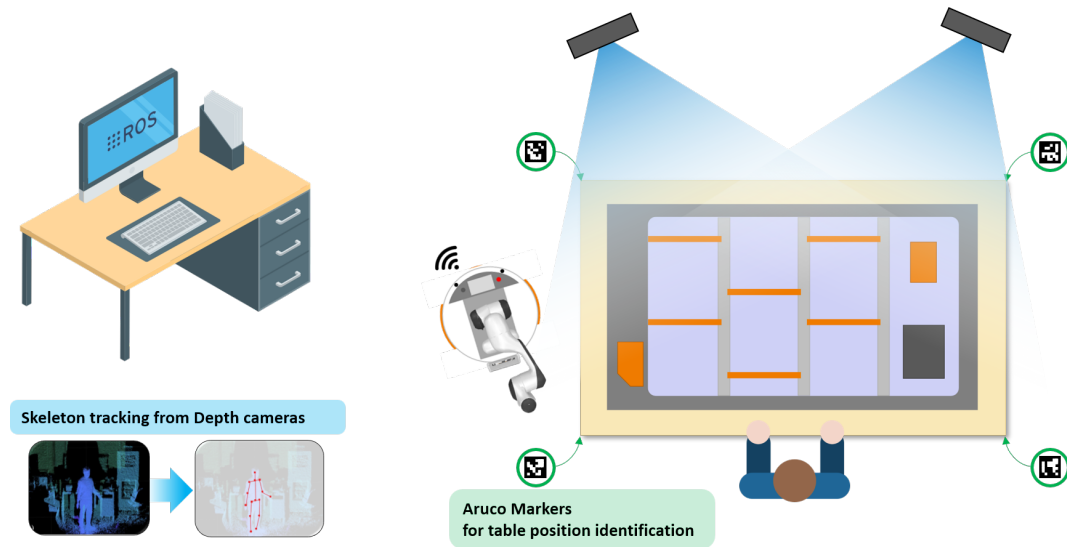 ROS
Skeleton tracking from Depth cameras
Aruco Markers
for table position identification